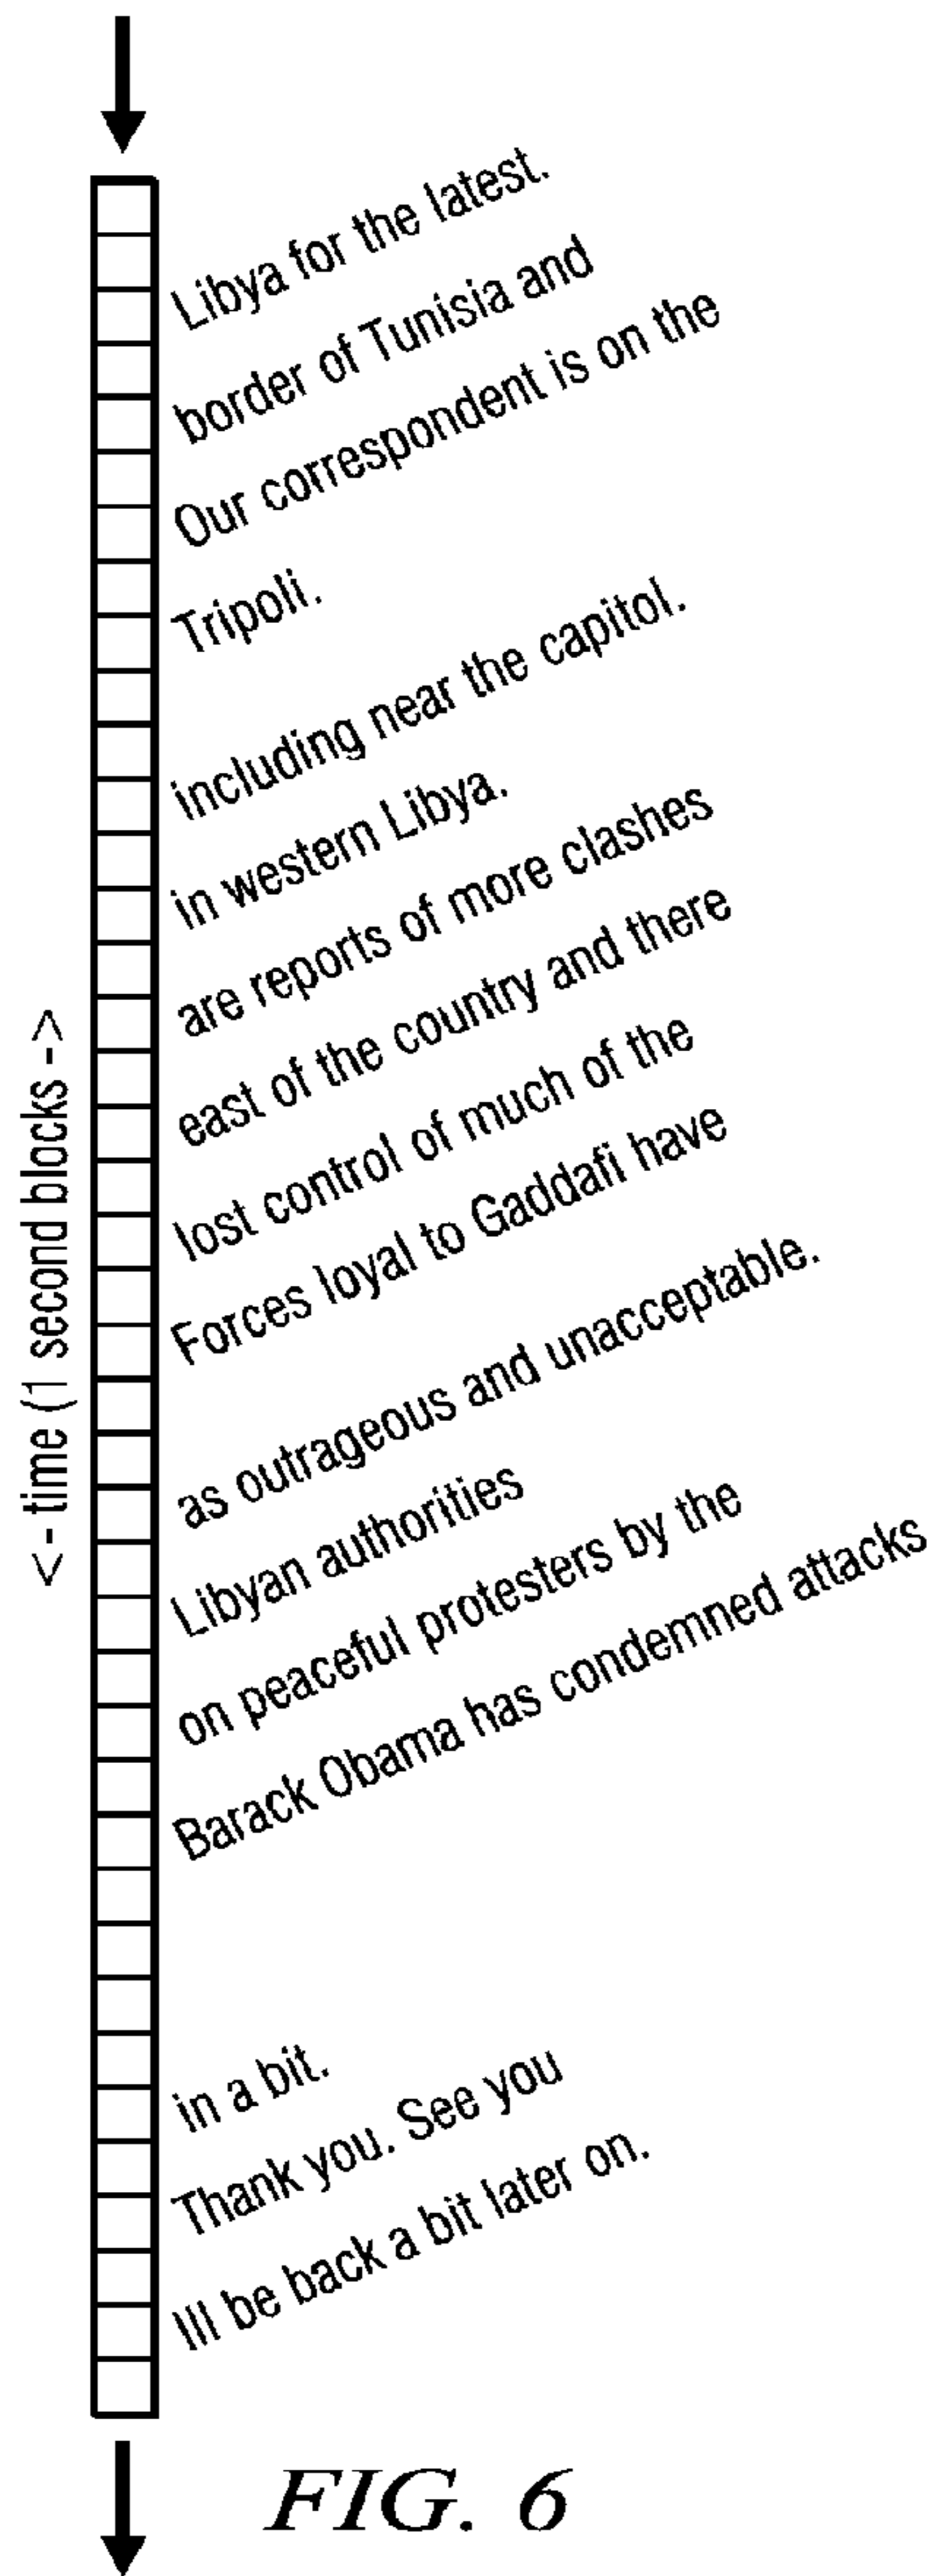 Libya for the latest.
border of Tunisia and
Our correspondent is on the
Tripoli.
including near the capitol.
in western Libya.
are reports of more clashes
east of the country and there
lost control of much of the
Forces loyal to Gaddafi have
as outrageous and unacceptable.
Libyan authorities
on peaceful protesters by the
Barack Obama has condemned attacks
in a bit.
Thank you. See you
Ill be back a bit later on.
<- time (1 second blocks ->
FIG. 6